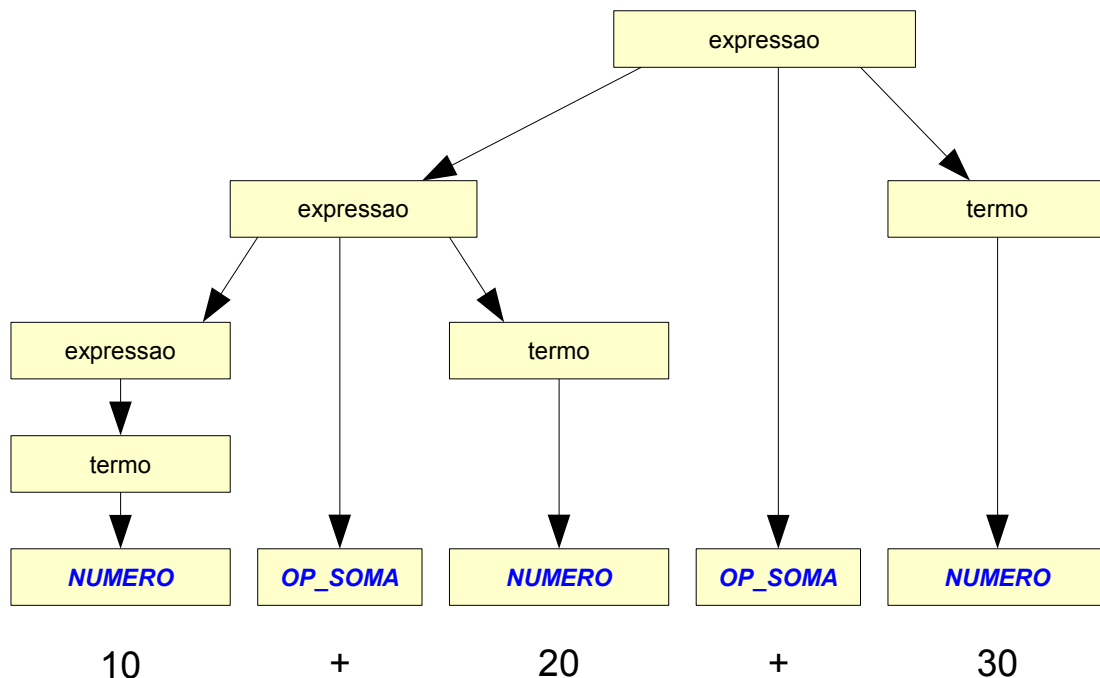 expressao
expressao
termo
expressao
termo
termo
NUMERO OP_SOMA NUMERO OP_SOMA NUMERO
10 + 20 + 30